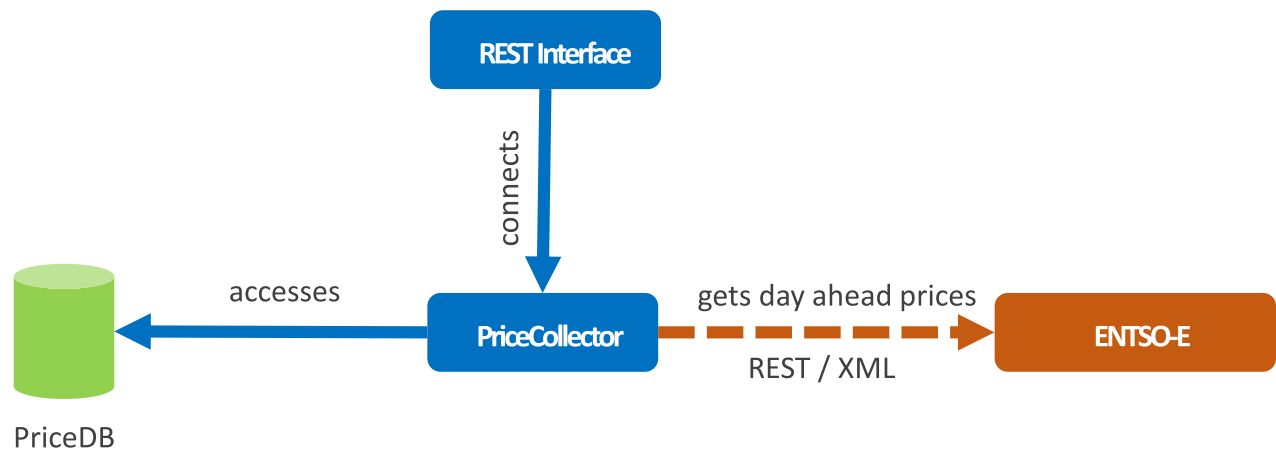 REST Interface
connects
accesses
gets day ahead prices
PriceCollector
ENTSO-E
REST / XML
PriceDB